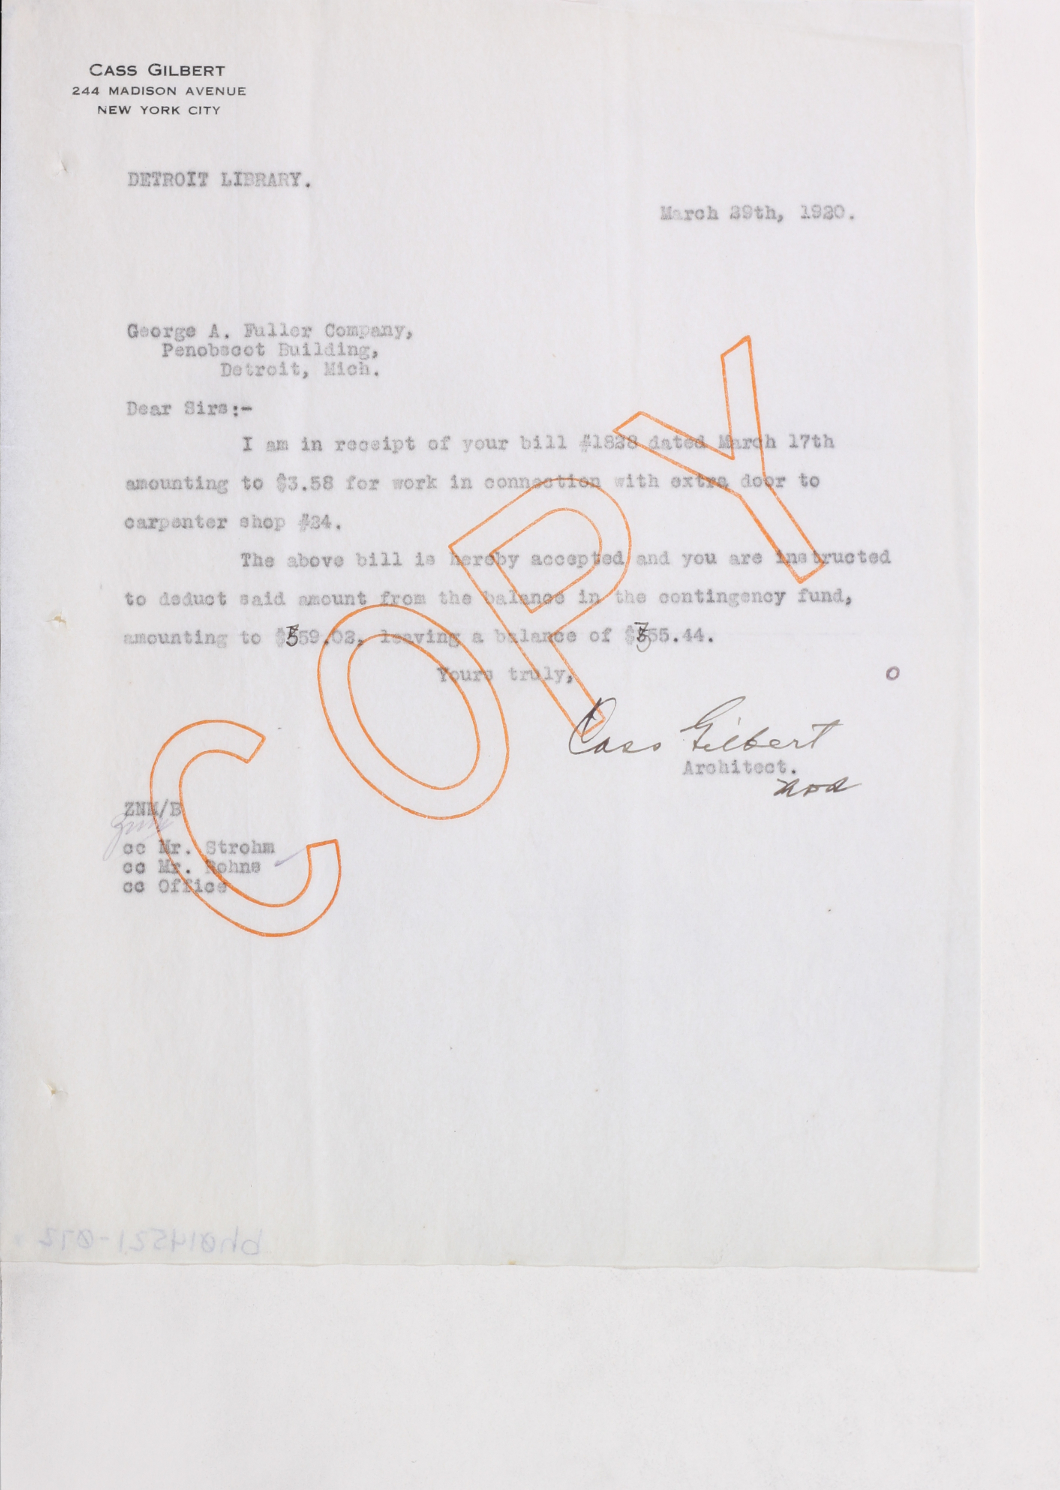 CASS GILBERT
244 MADISON AVENUE
NEW YORK CITY
DETROIT LIBRARY.
March 29th, 1920.
George A. Fuller Company,
Penobscot Building,
Detroit, Mich.
Dear Sirs:-
I am in receipt of your bill #1828 dated March 17th
amounting to $3.58 for work in connection with extra door to
carpenter shop #24.
The above bill is hereby accepted and you are instructed
to deduct said amount from the balance in the contingency fund,
amounting to $359.02, leaving a balance of $355.44.
Yours truly,
Cass Gilbert
Architect.
ZNM/B
cc Mr. Strohm
cc Mr. Rohns
cc Office
COPY